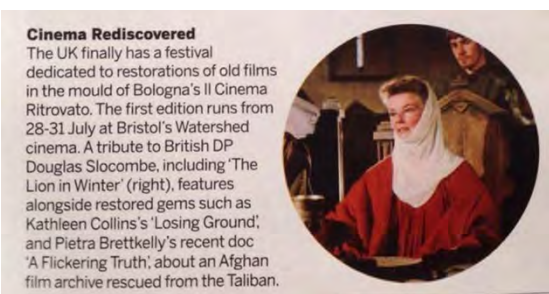 Cinema Rediscovered
The UK finally has a festival
dedicated to restorations of old films
in the mould of Bologna's Il Cinema
Ritrovato. The first edition runs from
28-31 July at Bristol's Watershed
cinema. A tribute to British DP
Douglas Slocombe, including ‘The
Lion in Winter’ (right), features
alongside restored gems such as
Kathleen Collins's ‘Losing Ground’,
and Pietra Brettkelly's recent doc
‘A Flickering Truth’, about an Afghan
film archive rescued from the Taliban.